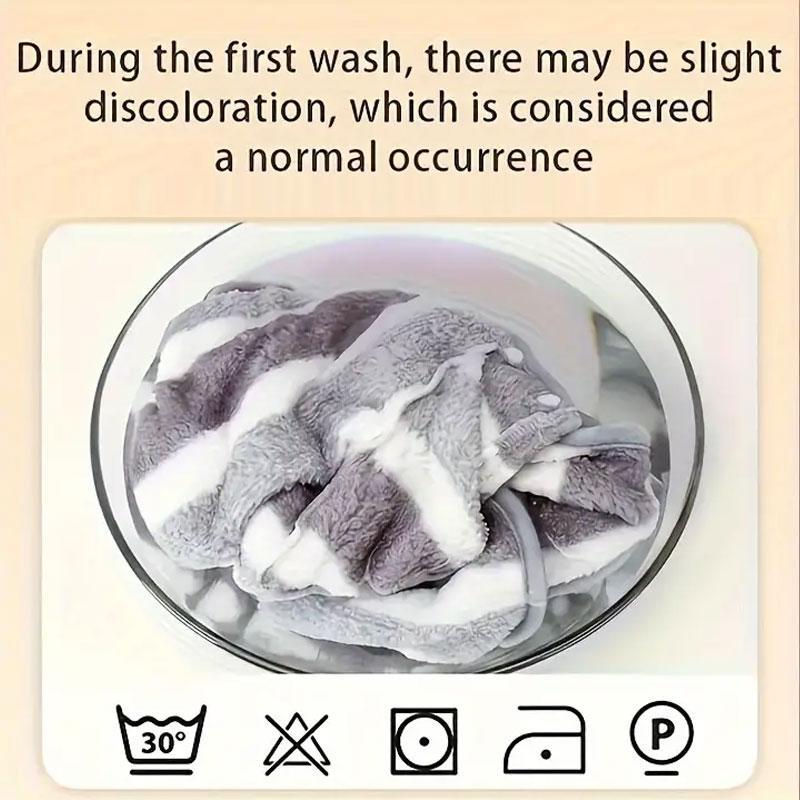 During the first wash, there may be slight
discoloration, which is considered
a normal occurrence
30°
P